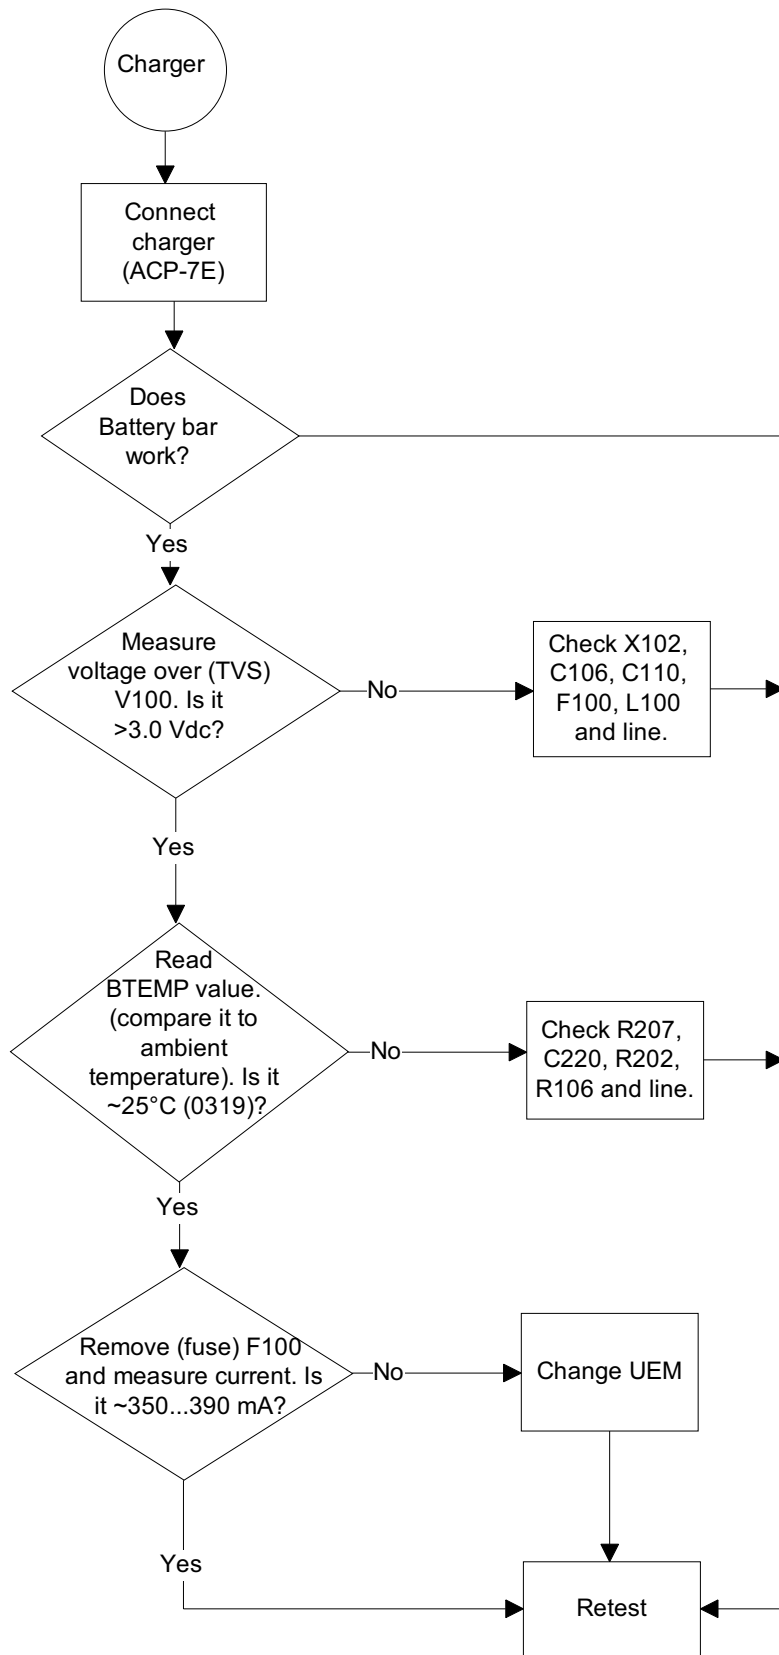 Charger
Connect
charger
(ACP-7E)
Does
Battery bar
work?
Yes
Measure
voltage over (TVS)
V100. Is it
>3.0 Vdc?
No
Check X102,
C106, C110,
F100, L100
and line.
Yes
Read
BTEMP value.
(compare it to
ambient
temperature). Is it
~25°C (0319)?
No
Check R207,
C220, R202,
R106 and line.
Yes
Remove (fuse) F100
and measure current. Is
it ~350...390 mA?
No
Change UEM
Yes
Retest